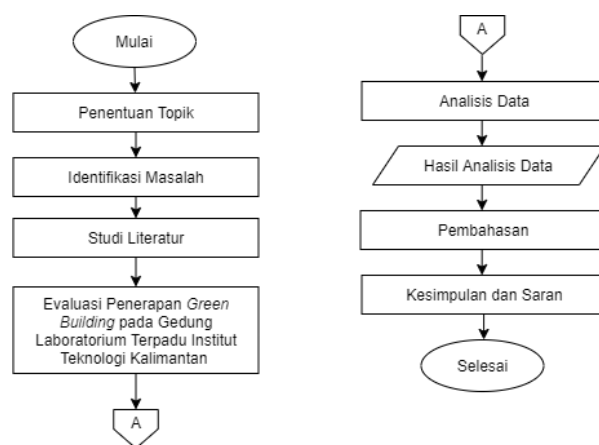 Mulai
Penentuan Topik
Identifikasi Masalah
Studi Literatur
Evaluasi Penerapan Green
Building pada Gedung
Laboratorium Terpadu Institut
Teknologi Kalimantan
A
A
Analisis Data
Hasil Analisis Data
Pembahasan
Kesimpulan dan Saran
Selesai